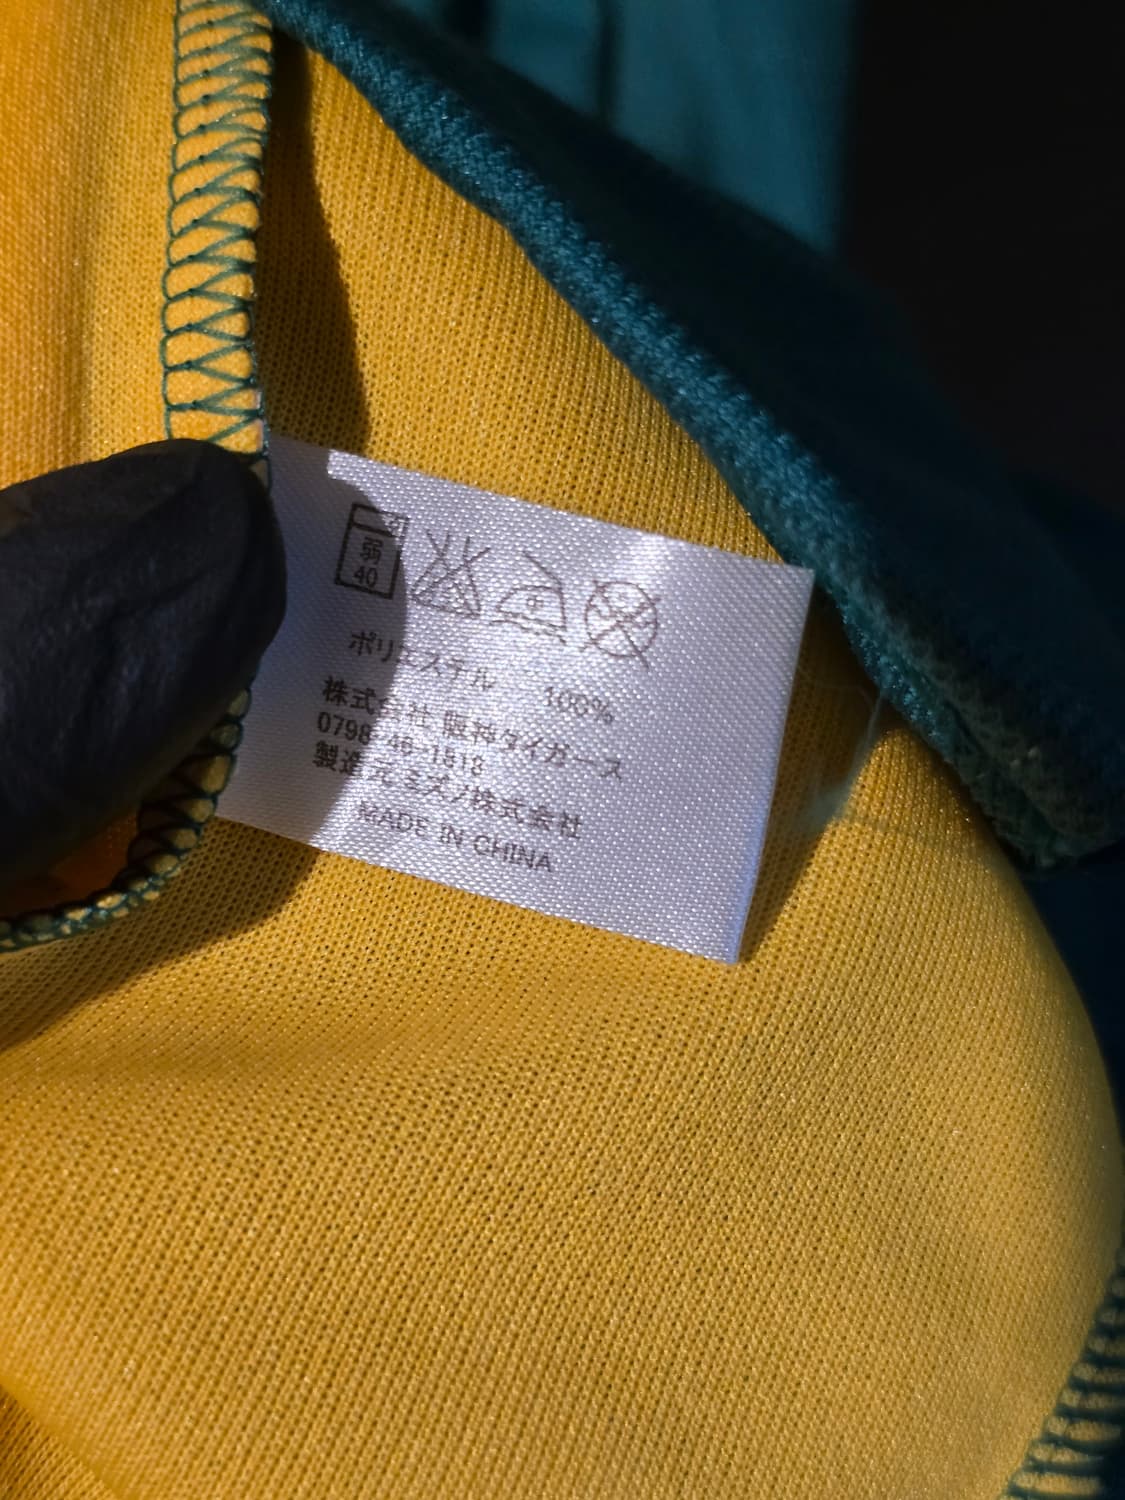 弱
40
ポリエステル 100%
株式会社 阪神タイガース
0798-46-1818
製造元 ミズノ株式会社
MADE IN CHINA